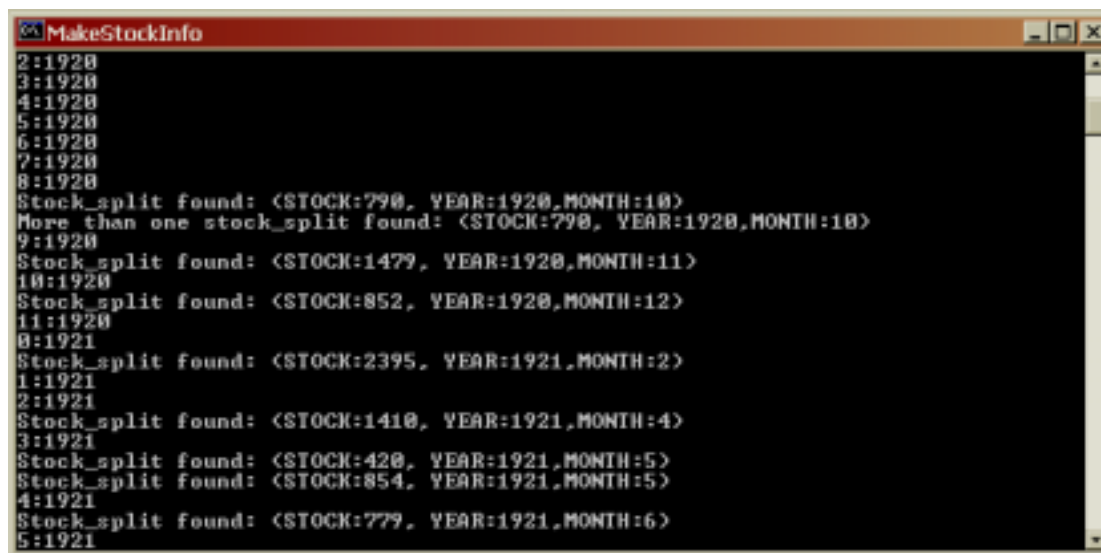 MakeStockInfo
2:1920
3:1920
4:1920
5:1920
6:1920
7:1920
8:1920
Stock_split found: (STOCK:790, YEAR:1920,MONTH:10)
More than one stock_split found: (STOCK:790, YEAR:1920,MONTH:10)
9:1920
Stock_split found: (STOCK:1479, YEAR:1920,MONTH:11)
10:1920
Stock_split found: (STOCK:852, YEAR:1920,MONTH:12)
11:1920
0:1921
Stock_split found: (STOCK:2395, YEAR:1921,MONTH:2)
1:1921
2:1921
Stock_split found: (STOCK:1410, YEAR:1921,MONTH:4)
3:1921
Stock_split found: (STOCK:420, YEAR:1921,MONTH:5)
Stock_split found: (STOCK:854, YEAR:1921,MONTH:5)
4:1921
Stock_split found: (STOCK:779, YEAR:1921,MONTH:6)
5:1921